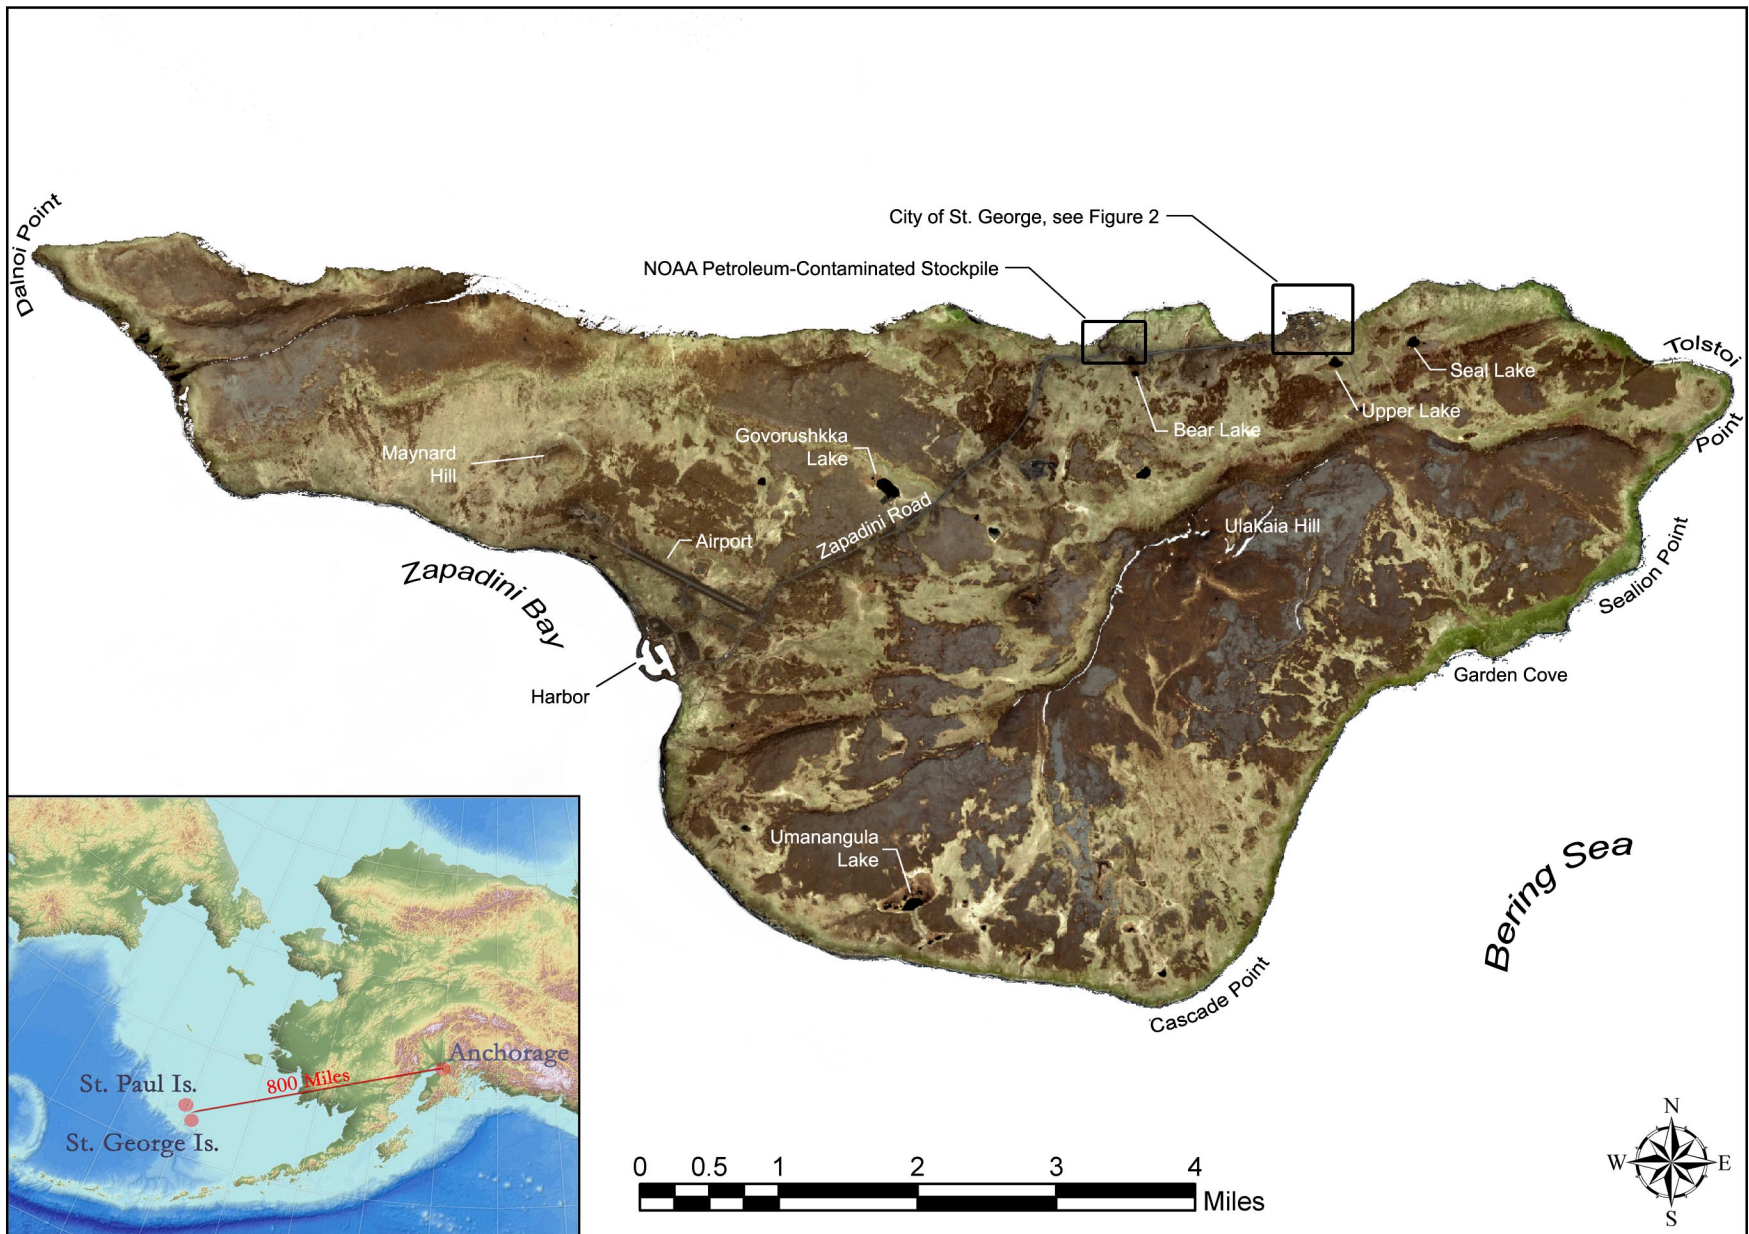 Dalnoi Point
City of St. George, see Figure 2
NOAA Petroleum-Contaminated Stockpile
Tolstoi
Point
Seal Lake
Upper Lake
Bear Lake
Govorushkka
Lake
Maynard
Hill
Zapadini Road
Ulakaia Hill
Airport
Zapadini Bay
Sealion Point
Harbor
Garden Cove
Umanangula
Lake
Bering Sea
Cascade Point
Anchorage
800 Miles
St. Paul Is.
St. George Is.
0 0.5 1 2 3 4
Miles
N
W E
S